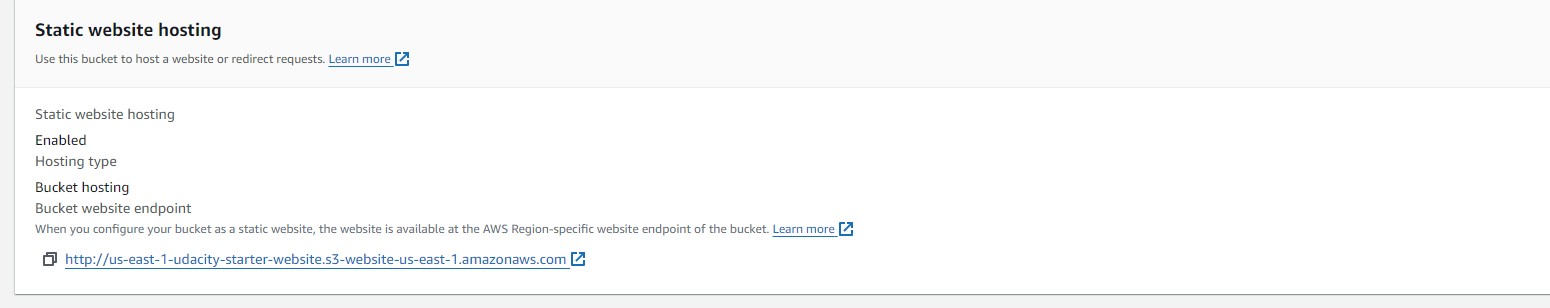 Static website hosting
Use this bucket to host a website or redirect requests. Learn more
Static website hosting
Enabled
Hosting type
Bucket hosting
Bucket website endpoint
When you configure your bucket as a static website, the website is available at the AWS Region-specific website endpoint of the bucket. Learn more
http://us-east-1-udacity-starter-website.s3-website-us-east-1.amazonaws.com